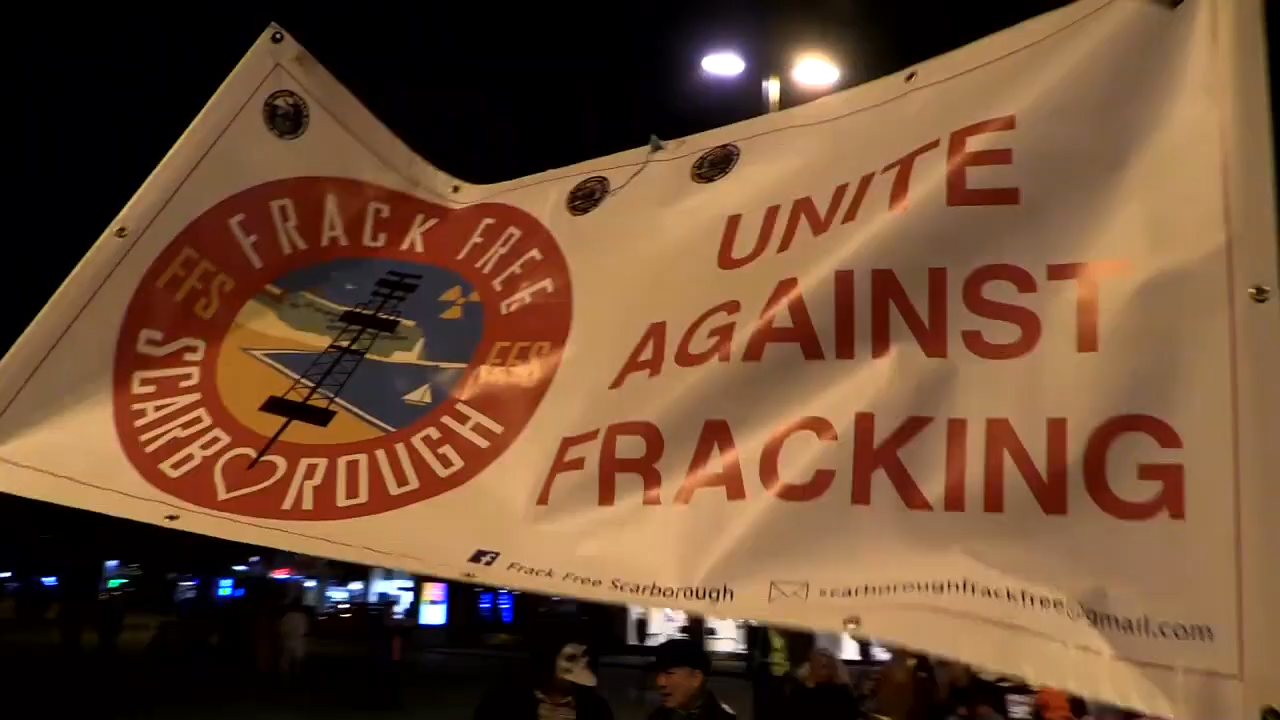 FRACK FREE
FFS
FFS
SCARBOROUGH
UNITE
AGAINST
FRACKING
f Frack Free Scarborough
scarboroughfrackfree@gmail.com